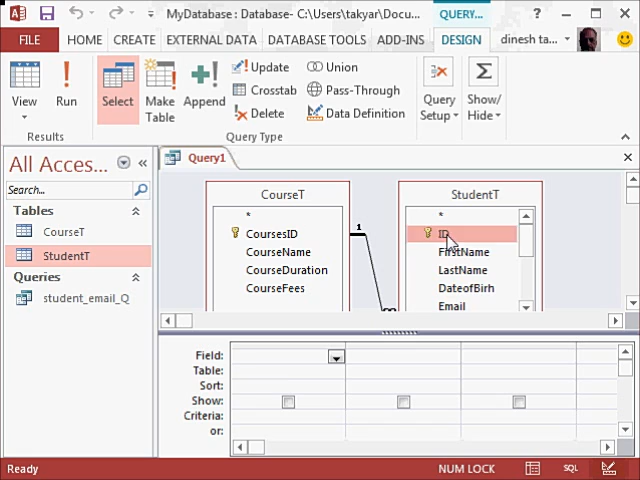 MyDatabase : Database- C:\Users\takyar\Docu... QUERY... ?
FILE HOME CREATE EXTERNAL DATA DATABASE TOOLS ADD-INS DESIGN dinesh ta...
View Run Select Make Table Append Update Crosstab Delete Union Pass-Through Data Definition Query Setup Show/ Hide
Results Query Type
All Acces...
Search...
Tables
CourseT
StudentT
Queries
student_email_Q
Query1
CourseT
*
CoursesID
CourseName
CourseDuration
CourseFees
1
StudentT
*
ID
FirstName
LastName
DateofBirh
Email
Field:
Table:
Sort:
Show:
Criteria:
or:
Ready NUM LOCK SQL